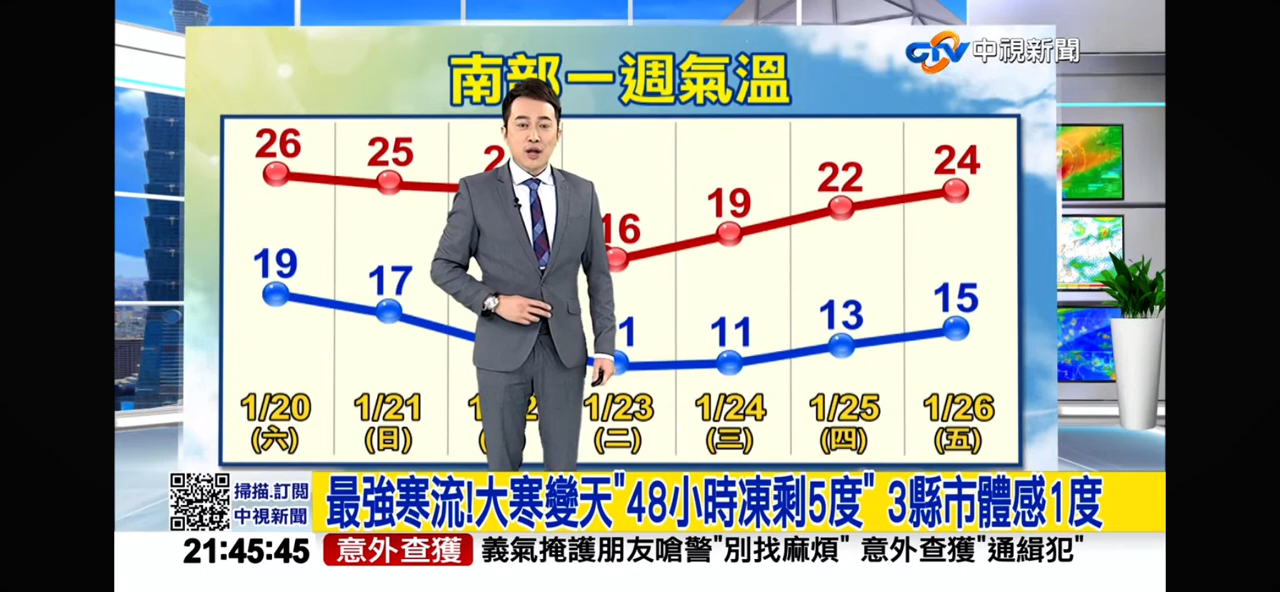 CTV 中視新聞
南部一週氣溫
26 25 2 16 19 22 24
19 17 1 11 13 15
1/20 1/21 1/2 1/23 1/24 1/25 1/26
(六) (日) (二) (三) (四) (五)
掃描.訂閱
中視新聞
最強寒流!大寒變天"48小時凍剩5度" 3縣市體感1度
21:45:45 意外查獲 義氣掩護朋友嗆警"別找麻煩" 意外查獲"通緝犯"